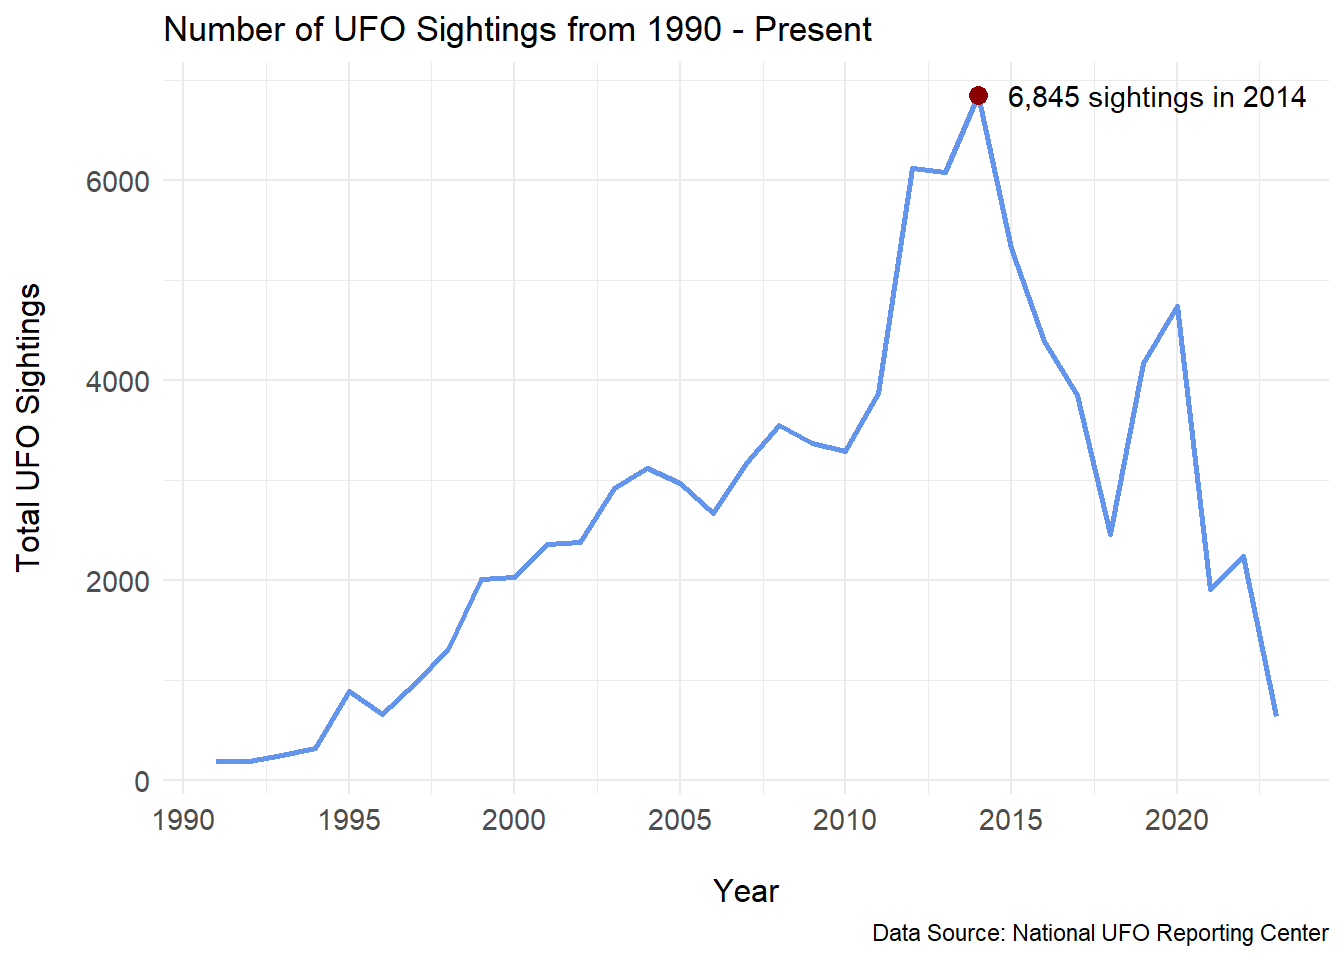 Number of UFO Sightings from 1990 - Present
6,845 sightings in 2014
Total UFO Sightings
6000
4000
2000
0
1990 1995 2000 2005 2010 2015 2020
Year
Data Source: National UFO Reporting Center